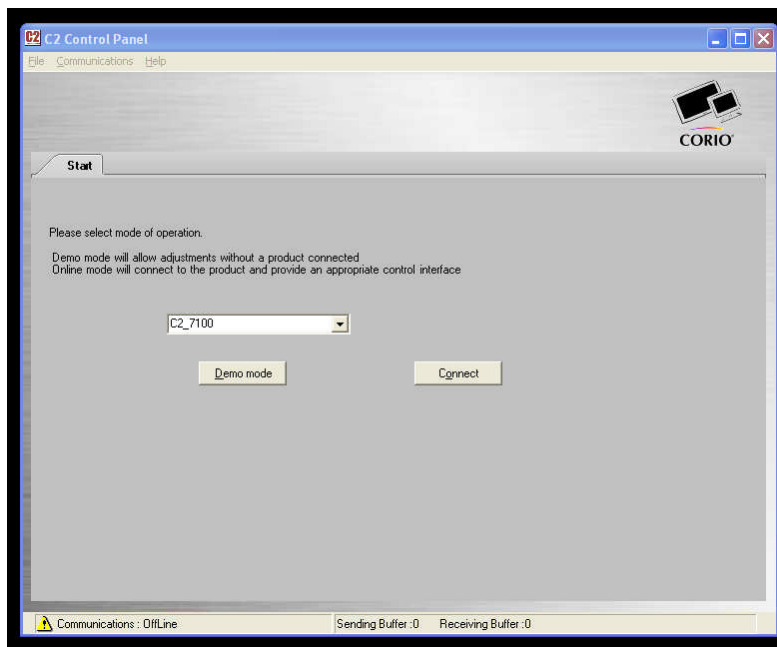 C2 C2 Control Panel
File Communications Help
CORIO
Start
Please select mode of operation.
Demo mode will allow adjustments without a product connected
Online mode will connect to the product and provide an appropriate control interface
C2_7100
Demo mode Connect
Communications : OffLine Sending Buffer :0 Receiving Buffer :0